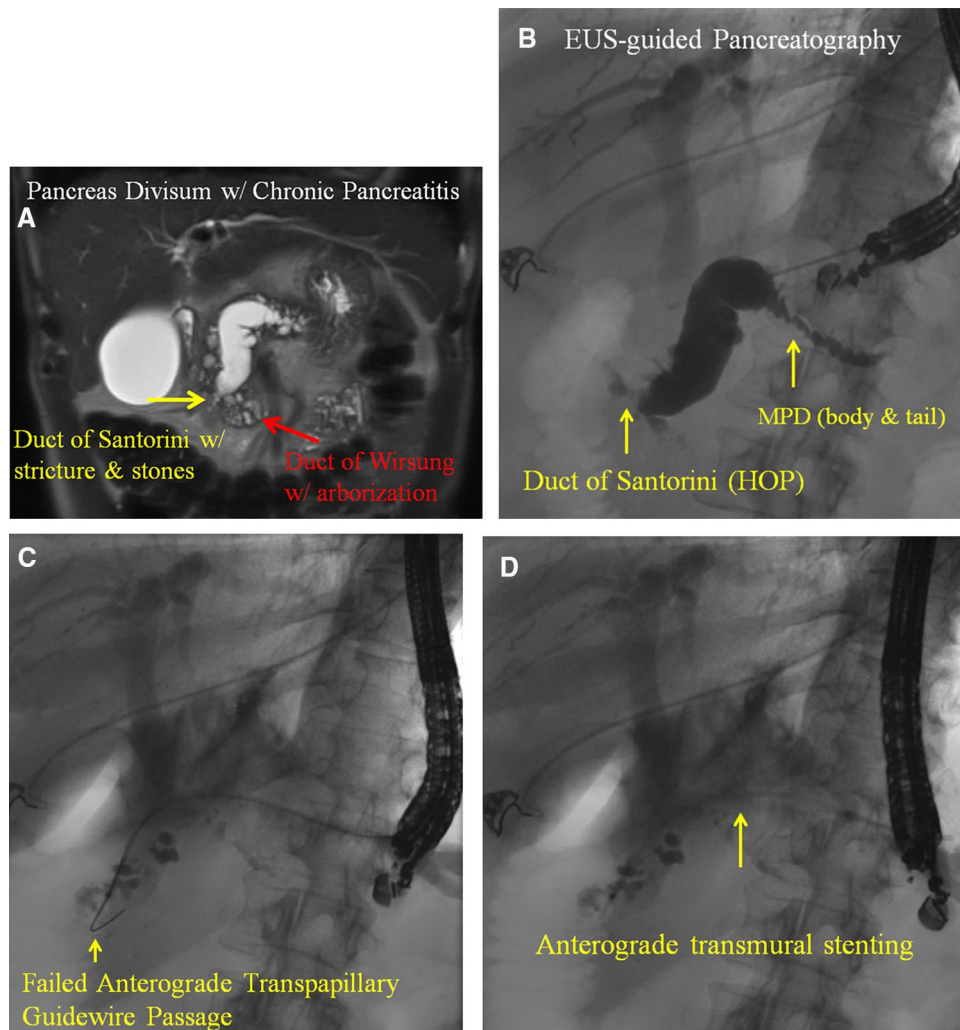 Pancreas Divisum w/ Chronic Pancreatitis
A
Duct of Santorini w/
stricture & stones
Duct of Wirsung
w/ arborization
B
EUS-guided Pancreatography
MPD (body & tail)
Duct of Santorini (HOP)
C
Failed Anterograde Transpapillary
Guidewire Passage
D
Anterograde transmural stenting